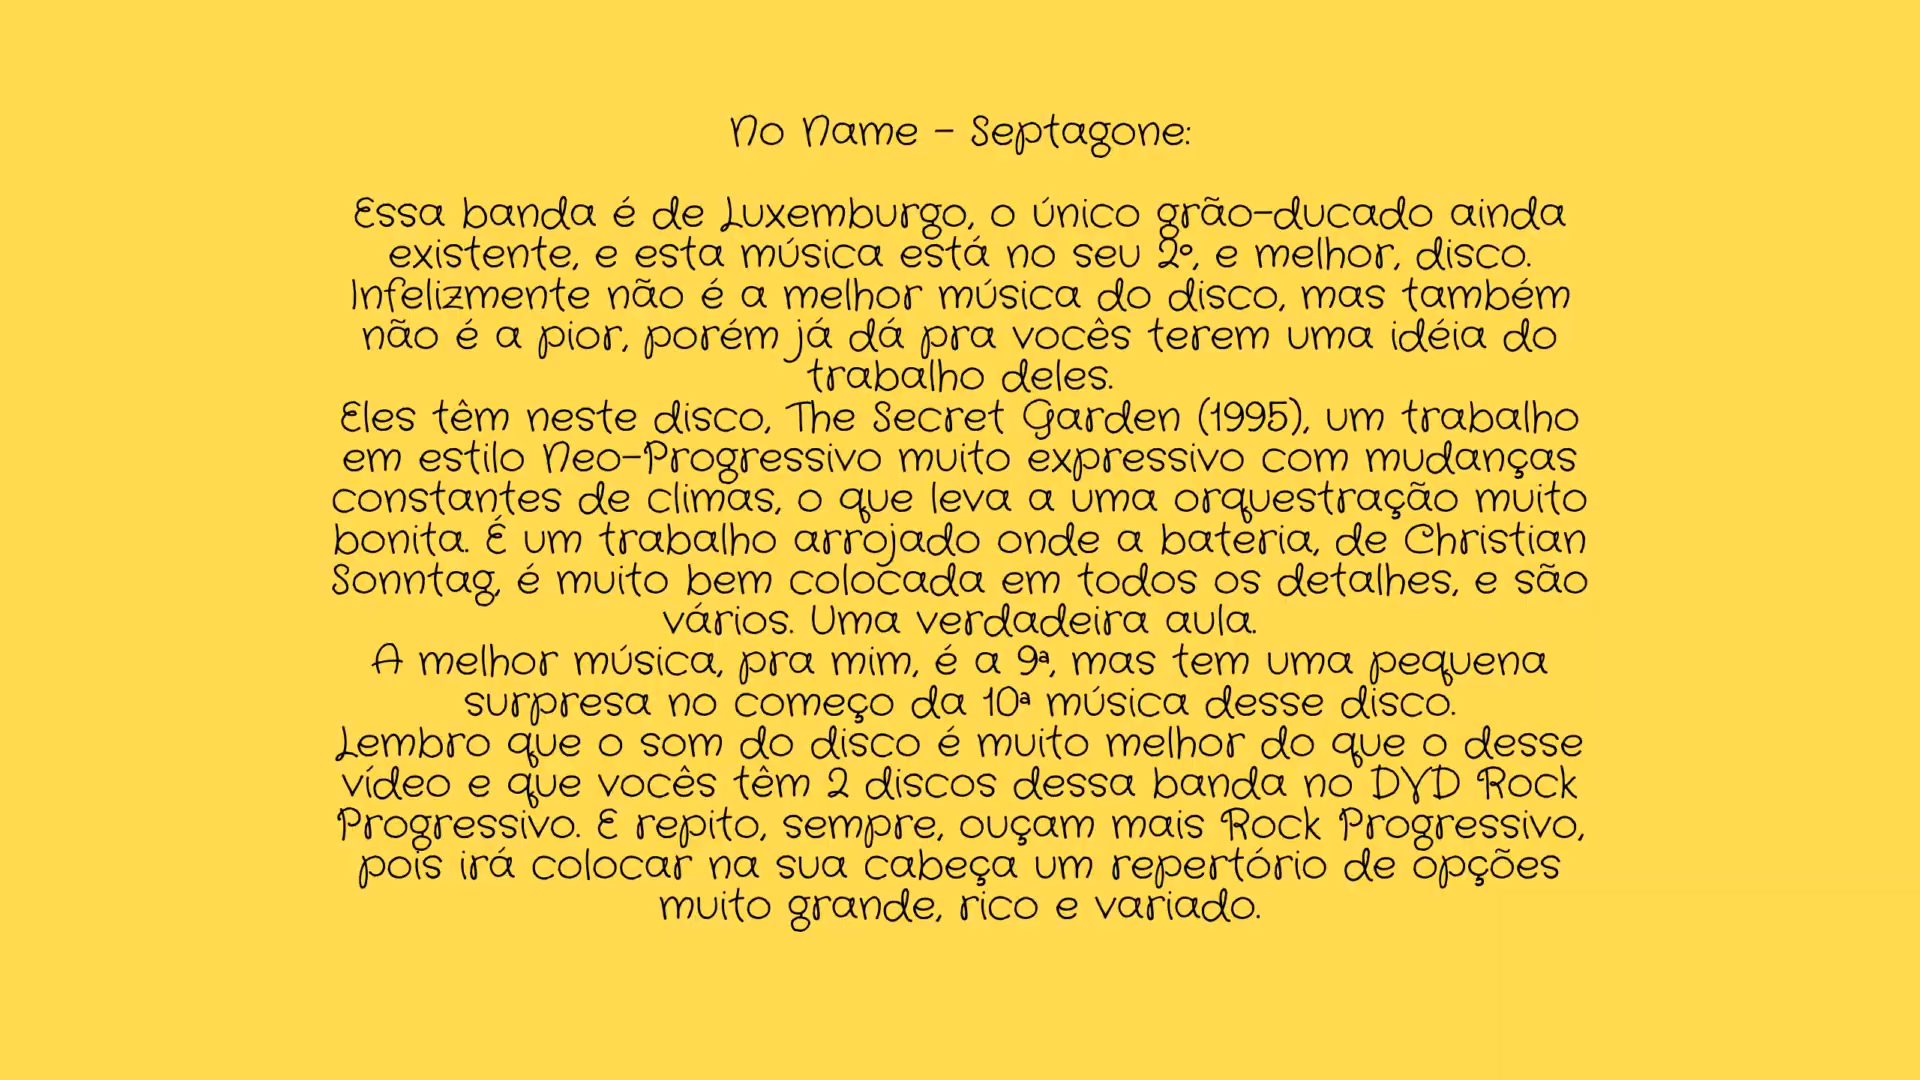 No Name - Septagone:
Essa banda é de Luxemburgo, o único grão-ducado ainda
existente, e esta música está no seu 2º, e melhor, disco.
Infelizmente não é a melhor música do disco, mas também
não é a pior, porém já dá pra vocês terem uma idéia do
trabalho deles.
Eles têm neste disco, The Secret Garden (1995), um trabalho
em estilo Neo-Progressivo muito expressivo com mudanças
constantes de climas, o que leva a uma orquestração muito
bonita. É um trabalho arrojado onde a bateria, de Christian
Sonntag, é muito bem colocada em todos os detalhes, e são
vários. Uma verdadeira aula.
A melhor música, pra mim, é a 9ª, mas tem uma pequena
surpresa no começo da 10ª música desse disco.
Lembro que o som do disco é muito melhor do que o desse
vídeo e que vocês têm 2 discos dessa banda no DVD Rock
Progressivo. E repito, sempre, ouçam mais Rock Progressivo,
pois irá colocar na sua cabeça um repertório de opções
muito grande, rico e variado.